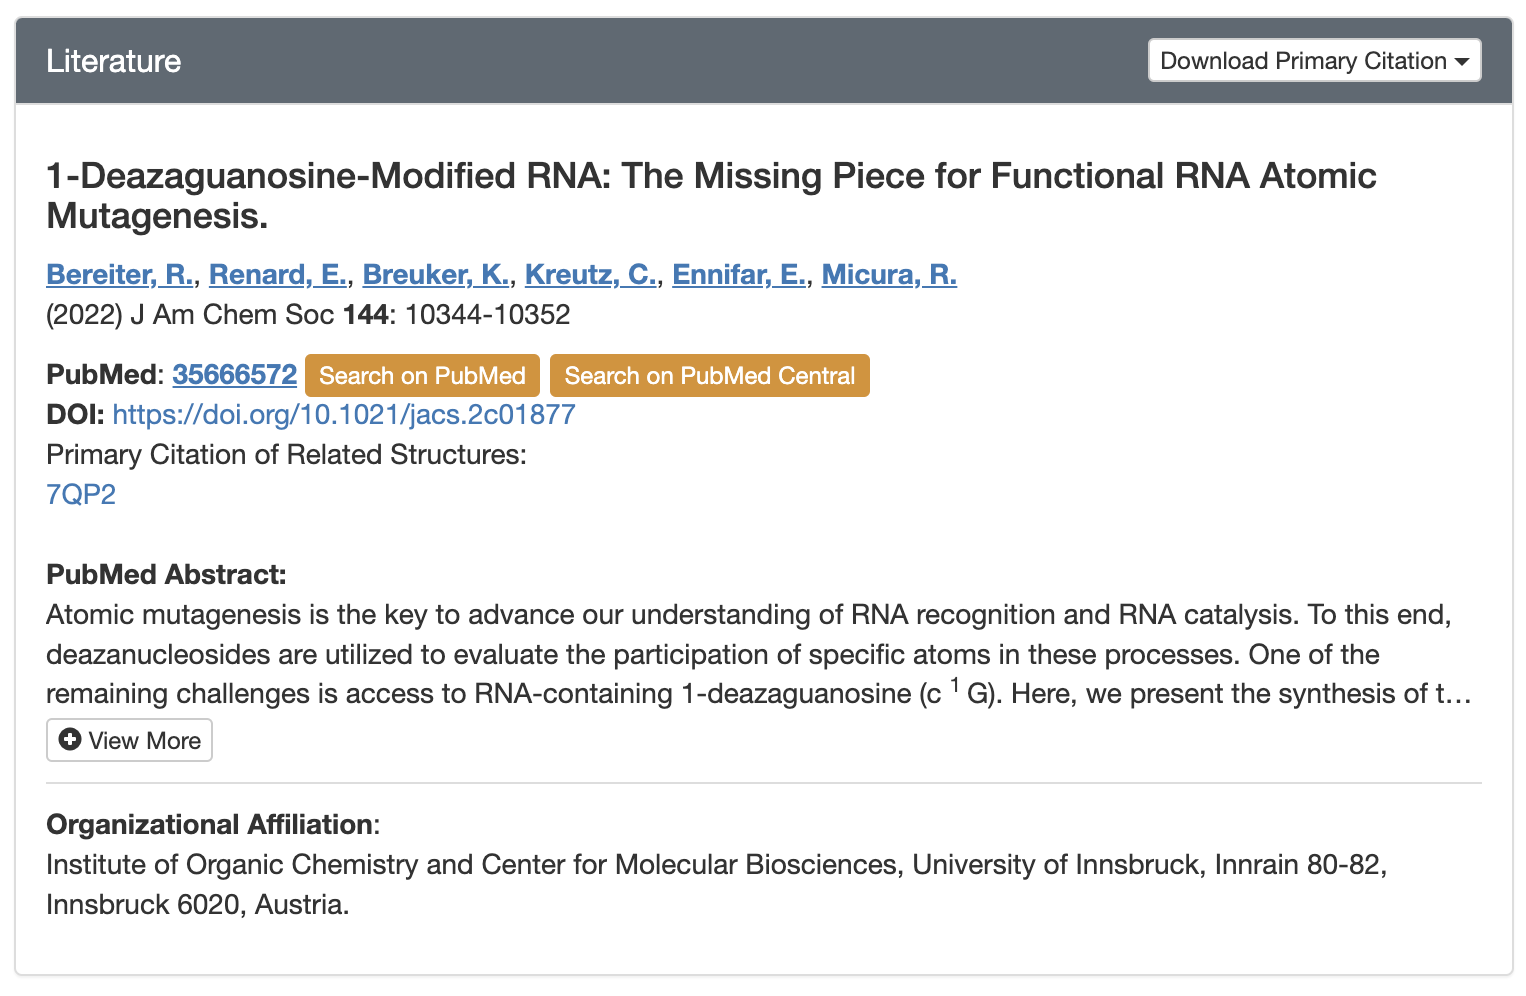 Literature
Download Primary Citation
1-Deazaguanosine-Modified RNA: The Missing Piece for Functional RNA Atomic
Mutagenesis.
Bereiter, R., Renard, E., Breuker, K., Kreutz, C., Ennifar, E., Micura, R.
(2022) J Am Chem Soc 144: 10344-10352
PubMed: 35666572 Search on PubMed Search on PubMed Central
DOI: https://doi.org/10.1021/jacs.2c01877
Primary Citation of Related Structures:
7QP2
PubMed Abstract:
Atomic mutagenesis is the key to advance our understanding of RNA recognition and RNA catalysis. To this end,
deazanucleosides are utilized to evaluate the participation of specific atoms in these processes. One of the
remaining challenges is access to RNA-containing 1-deazaguanosine (c 1 G). Here, we present the synthesis of t...
View More
Organizational Affiliation:
Institute of Organic Chemistry and Center for Molecular Biosciences, University of Innsbruck, Innrain 80-82,
Innsbruck 6020, Austria.